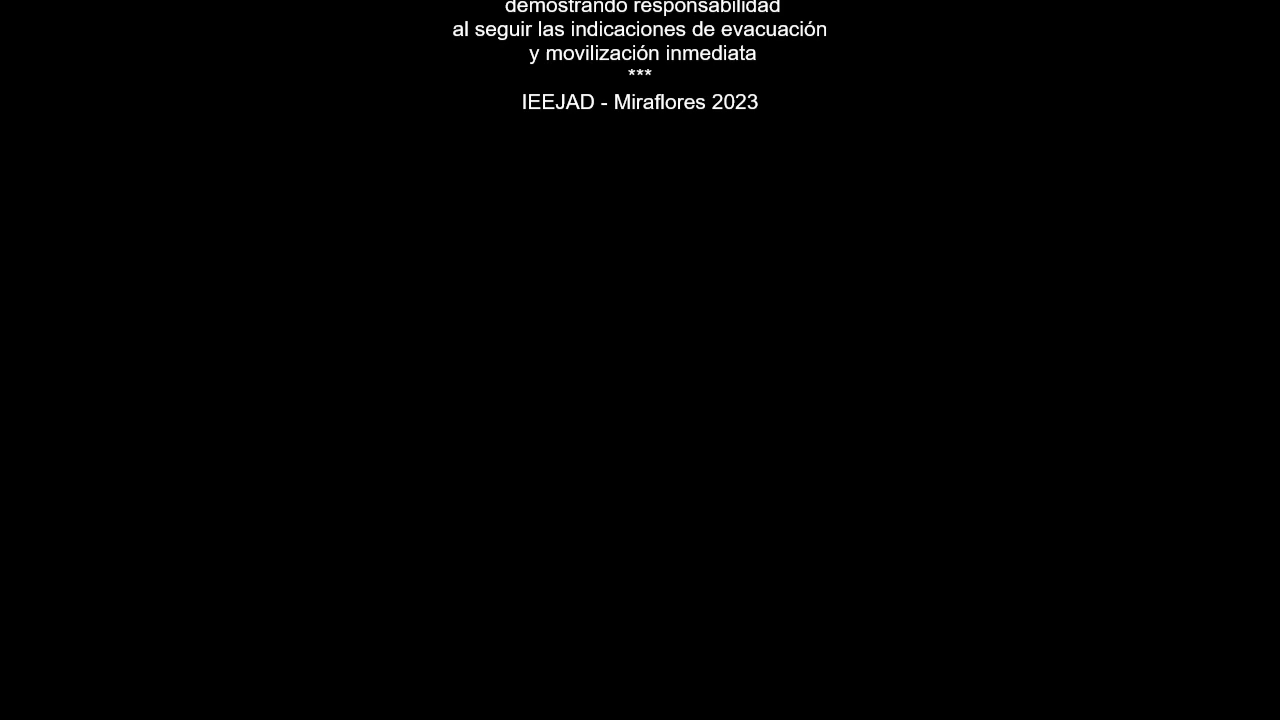 demostrando responsabilidad
al seguir las indicaciones de evacuación
y movilización inmediata
***
IEEJAD - Miraflores 2023